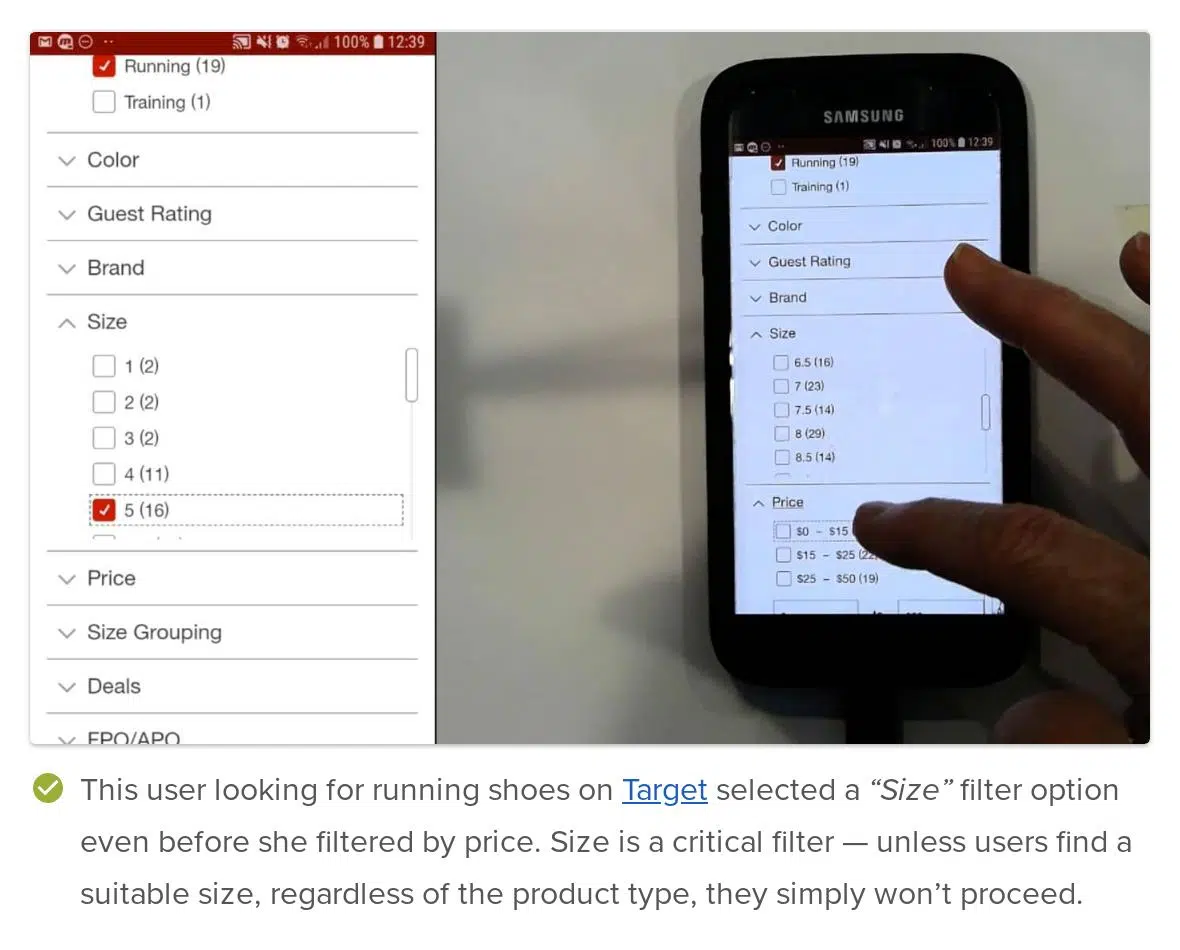 100% 12:39
Running (19)
Training (1)
Color
Guest Rating
Brand
Size
1 (2)
2 (2)
3 (2)
4 (11)
5 (16)
Price
Size Grouping
Deals
FPO/APO
SAMSUNG
100% 12:39
Running (19)
Training (1)
Color
Guest Rating
Brand
Size
6.5 (16)
7 (23)
7.5 (14)
8 (29)
8.5 (14)
Price
$0 – $15
$15 – $25 (22
$25 – $50 (19)
This user looking for running shoes on Target selected a “Size” filter option
even before she filtered by price. Size is a critical filter — unless users find a
suitable size, regardless of the product type, they simply won’t proceed.